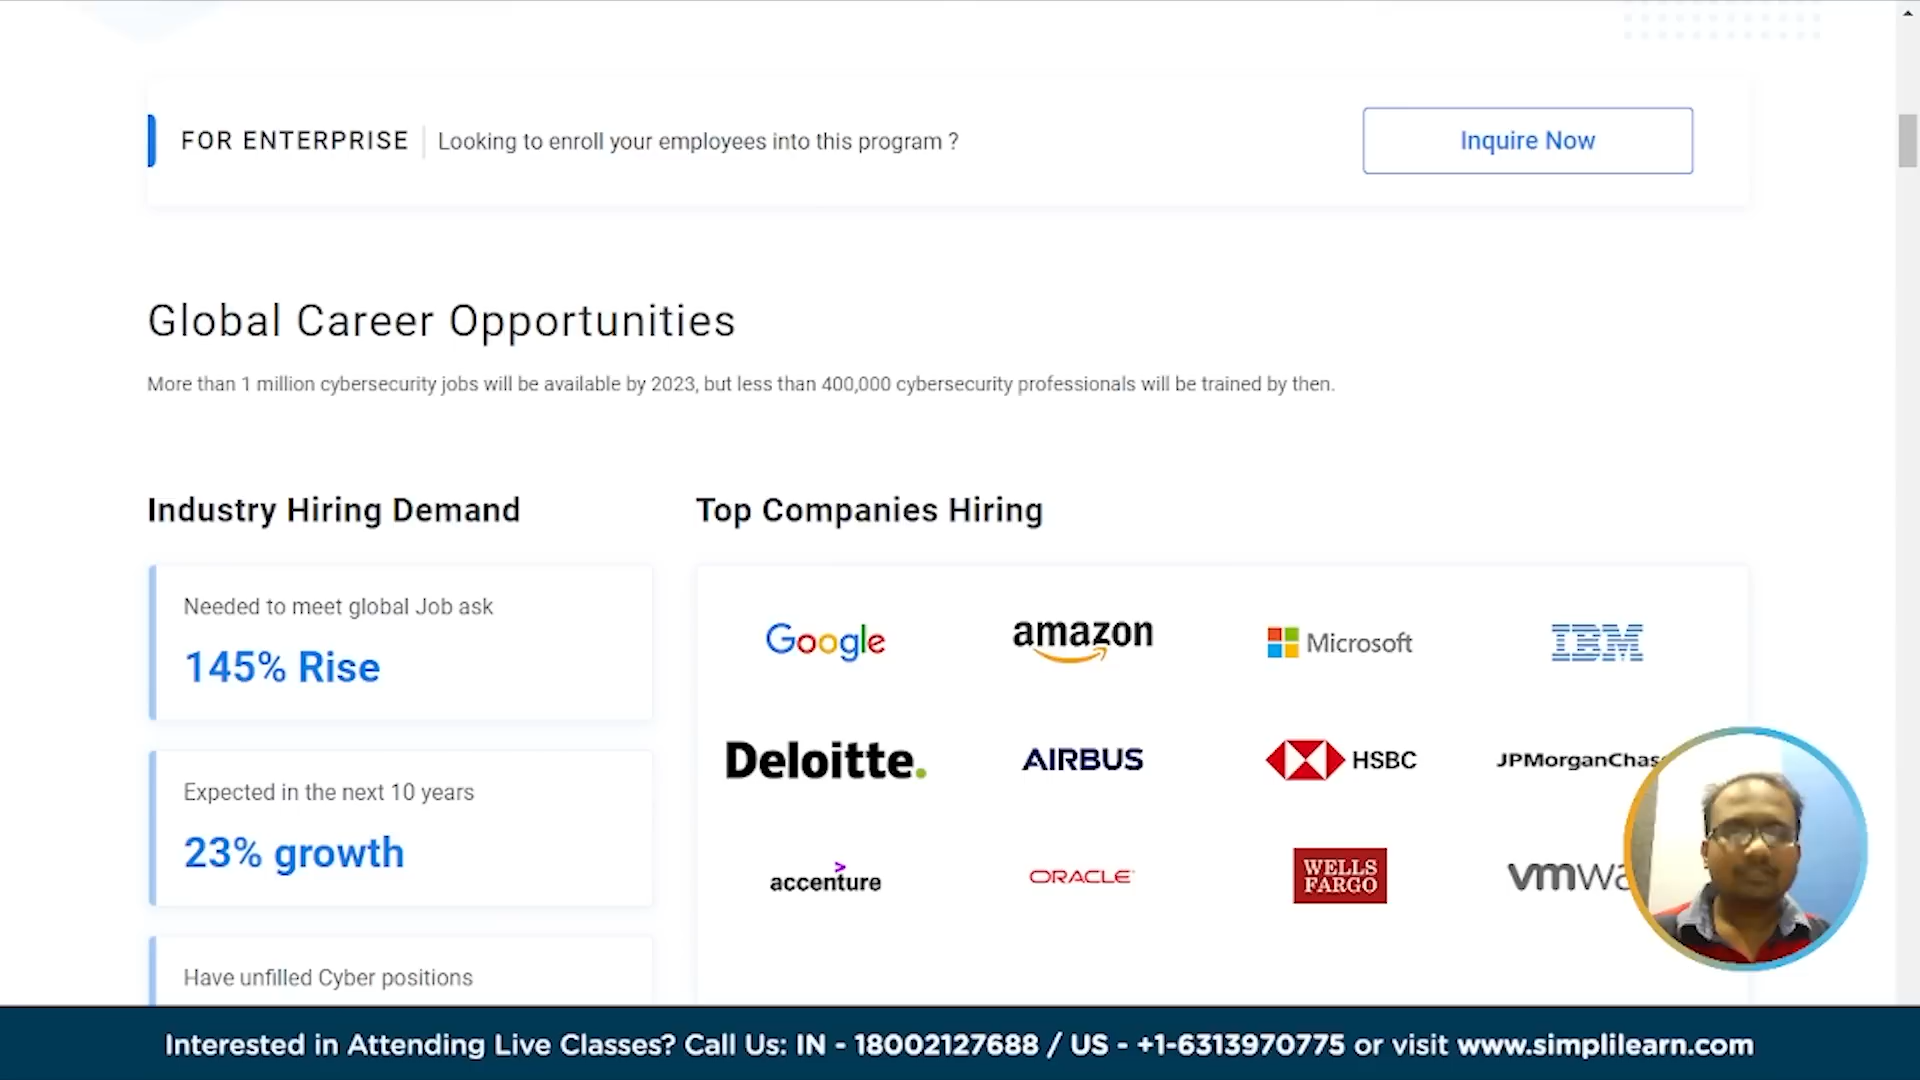 FOR ENTERPRISE Looking to enroll your employees into this program ?
Inquire Now
Global Career Opportunities
More than 1 million cybersecurity jobs will be available by 2023, but less than 400,000 cybersecurity professionals will be trained by then.
Industry Hiring Demand
Needed to meet global Job ask
145% Rise
Expected in the next 10 years
23% growth
Have unfilled Cyber positions
Top Companies Hiring
Google amazon Microsoft IBM
Deloitte. AIRBUS HSBC JPMorganChas
accenture ORACLE WELLS FARGO vmwa
Interested in Attending Live Classes? Call Us: IN - 18002127688 / US - +1-6313970775 or visit www.simplilearn.com